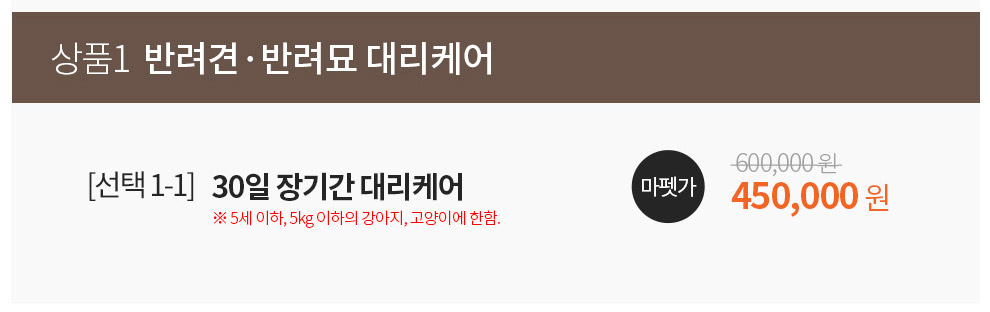 상품1 반려견·반려묘 대리케어
[선택 1-1] 30일 장기간 대리케어
※ 5세 이하, 5kg 이하의 강아지, 고양이에 한함.
마펫가
600,000 원
450,000 원